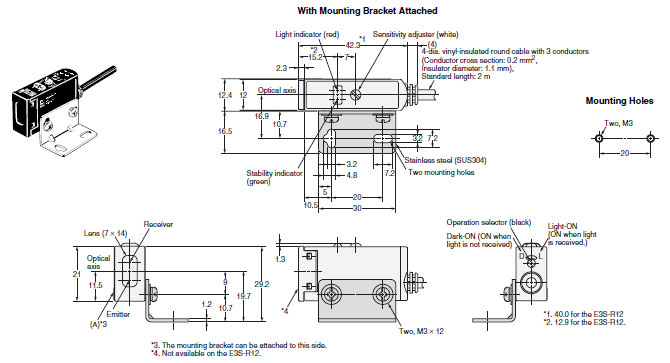 With Mounting Bracket Attached
Light indicator (red)
Sensitivity adjuster (white)
*1
42.3
(4)
*2
15.2
7
4-dia. vinyl-insulated round cable with 3 conductors
(Conductor cross section: 0.2 mm²,
Insulator diameter: 1.1 mm),
Standard length: 2 m
2.3
Optical axis
12.4
12
16.9
16.5
10.7
3.2
7.2
Mounting Holes
Two, M3
20
Stainless steel (SUS304)
Two mounting holes
3.2
4.8
7.2
Stability indicator
(green)
5
20
10.5
30
Receiver
Lens (7 × 14)
Optical
axis
21
11.5
Emitter
(A)*3
9
1.2
10.7
19.7
29.2
1.3
*4
Two, M3 × 12
Operation selector (black)
Dark-ON (ON when
light is not received)
Light-ON
(ON when light
is received.)
D
L
*1. 40.0 for the E3S-R12
*2. 12.9 for the E3S-R12.
*3. The mounting bracket can be attached to this side.
*4. Not available on the E3S-R12.